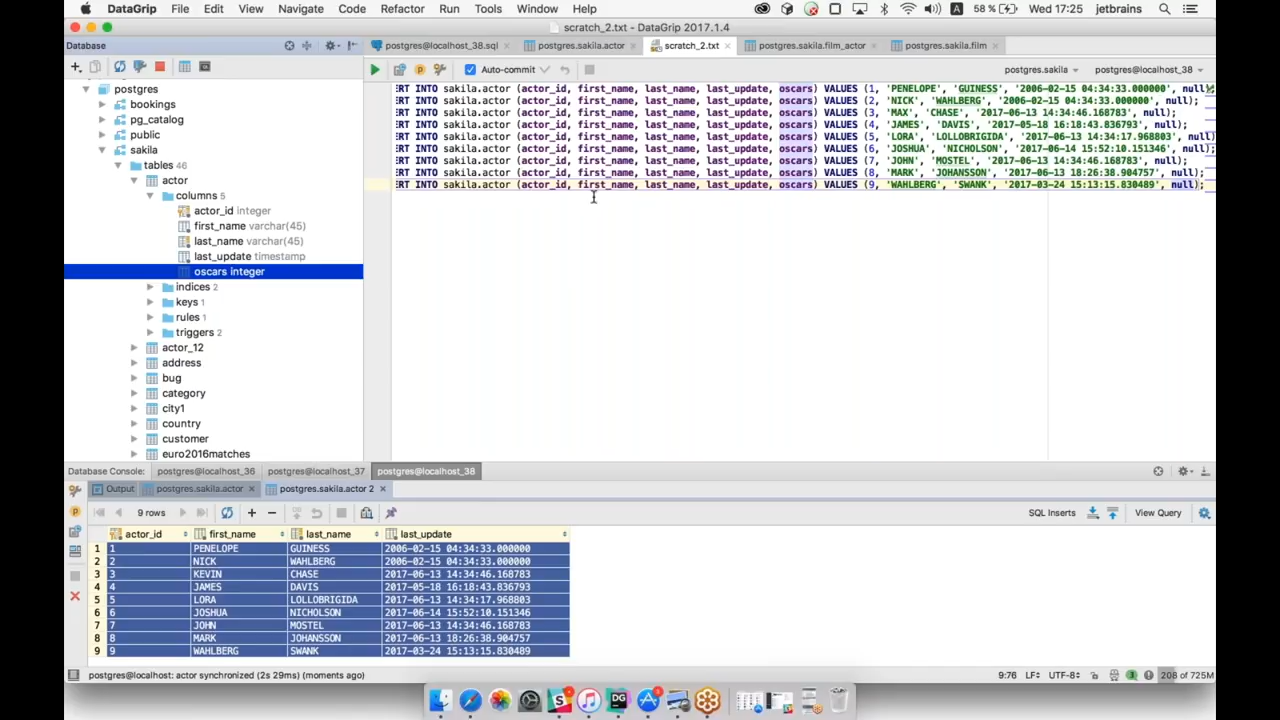 DataGrip File Edit View Navigate Code Refactor Run Tools Window Help 58 % Wed 17:25 jetbrains
scratch_2.txt - DataGrip 2017.1.4
Database postgres@localhost_38.sql postgres.sakila.actor scratch_2.txt postgres.sakila.film_actor postgres.sakila.film
Auto-commit postgres.sakila postgres@localhost_38
postgres
bookings
pg_catalog
public
sakila
tables 46
actor
columns 5
actor_id integer
first_name varchar(45)
last_name varchar(45)
last_update timestamp
oscars integer
indices 2
keys 1
rules 1
triggers 2
actor_12
address
bug
category
city1
country
customer
euro2016matches
ERT INTO sakila.actor (actor_id, first_name, last_name, last_update, oscars) VALUES (1, 'PENELOPE', 'GUINESS', '2006-02-15 04:34:33.000000', null)
ERT INTO sakila.actor (actor_id, first_name, last_name, last_update, oscars) VALUES (2, 'NICK', 'WAHLBERG', '2006-02-15 04:34:33.000000', null);
ERT INTO sakila.actor (actor_id, first_name, last_name, last_update, oscars) VALUES (3, 'MAX', 'CHASE', '2017-06-13 14:34:46.168783', null);
ERT INTO sakila.actor (actor_id, first_name, last_name, last_update, oscars) VALUES (4, 'JAMES', 'DAVIS', '2017-05-18 16:18:43.836793', null);
ERT INTO sakila.actor (actor_id, first_name, last_name, last_update, oscars) VALUES (5, 'LORA', 'LOLLOBRIGIDA', '2017-06-13 14:34:17.968803', null)
ERT INTO sakila.actor (actor_id, first_name, last_name, last_update, oscars) VALUES (6, 'JOSHUA', 'NICHOLSON', '2017-06-14 15:52:10.151346', null);
ERT INTO sakila.actor (actor_id, first_name, last_name, last_update, oscars) VALUES (7, 'JOHN', 'MOSTEL', '2017-06-13 14:34:46.168783', null);
ERT INTO sakila.actor (actor_id, first_name, last_name, last_update, oscars) VALUES (8, 'MARK', 'JOHANSSON', '2017-06-13 18:26:38.904757', null);
ERT INTO sakila.actor (actor_id, first_name, last_name, last_update, oscars) VALUES (9, 'WAHLBERG', 'SWANK', '2017-03-24 15:13:15.830489', null);
Database Console: postgres@localhost_36 postgres@localhost_37 postgres@localhost_38
Output postgres.sakila.actor postgres.sakila.actor 2
9 rows SQL Inserts View Query
actor_id first_name last_name last_update
1 1 PENELOPE GUINESS 2006-02-15 04:34:33.000000
2 2 NICK WAHLBERG 2006-02-15 04:34:33.000000
3 3 KEVIN CHASE 2017-06-13 14:34:46.168783
4 4 JAMES DAVIS 2017-05-18 16:18:43.836793
5 5 LORA LOLLOBRIGIDA 2017-06-13 14:34:17.968803
6 6 JOSHUA NICHOLSON 2017-06-14 15:52:10.151346
7 7 JOHN MOSTEL 2017-06-13 14:34:46.168783
8 8 MARK JOHANSSON 2017-06-13 18:26:38.904757
9 9 WAHLBERG SWANK 2017-03-24 15:13:15.830489
postgres@localhost: actor synchronized (2s 29ms) (moments ago) 9:76 LF UTF-8 208 of 725M
DG